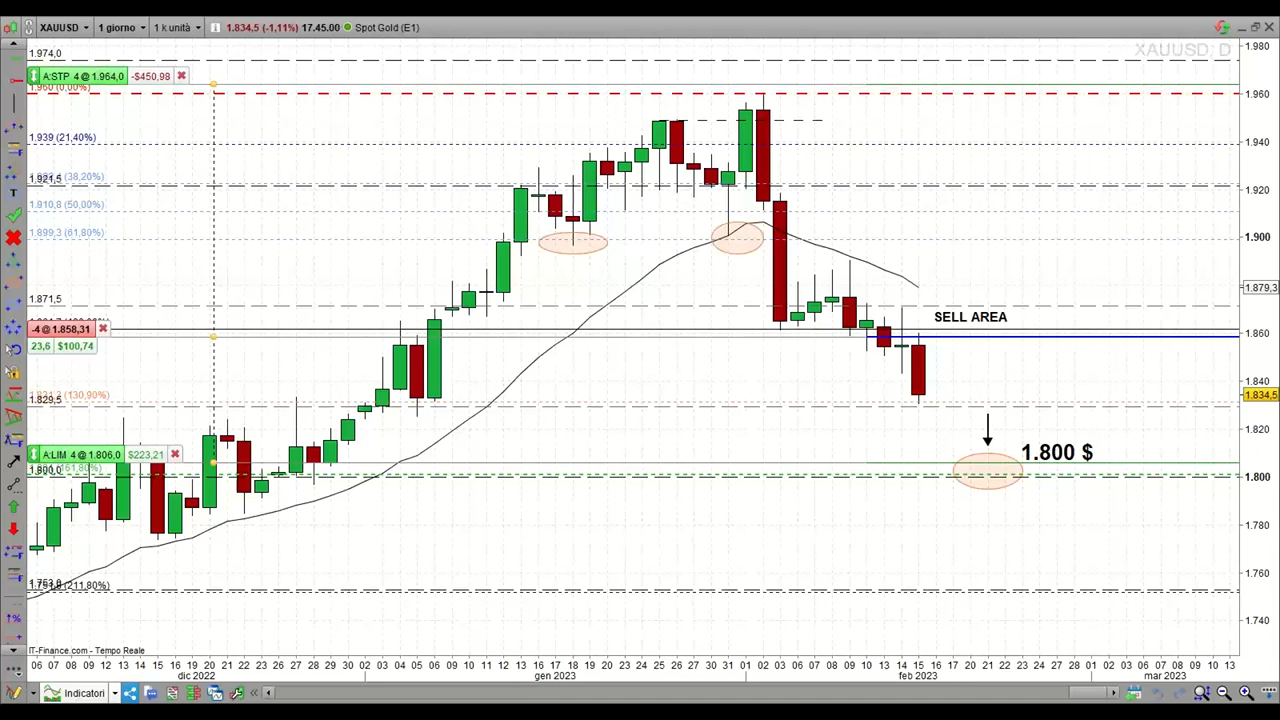 XAUUSD 1 giorno 1 k unità 1.834,5 (-1,11%) 17.45.00 Spot Gold (E1)
XAUUSD, D
1.974,0
A:STP 4 @ 1.964,0 -$450,98
1.960 (0,00%)
1.939 (21,40%)
1.921,5
1.910,8 (50,00%)
1.899,3 (61,80%)
1.871,5
-4 @ 1.858,31
23,6 $100,74
1.829,5
A:LIM 4 @ 1.806,0 $223,21
1.800,0
SELL AREA
1.800 $
1.980
1.960
1.940
1.920
1.900
1.879,3
1.860
1.840
1.834,5
1.820
1.800
1.780
1.760
1.740
IT-Finance.com - Tempo Reale
06 07 08 09 12 13 14 15 16 19 20 21 22 23 26 27 28 29 30 02 03 04 05 06 09 10 11 12 13 16 17 18 19 20 23 24 25 26 27 30 31 01 02 03 06 07 08 09 10 13 14 15 16 17 20 21 22 23 24 27 28 01 02 03 06 07 08 09 10 13
dic 2022 gen 2023 feb 2023 mar 2023
Indicatori